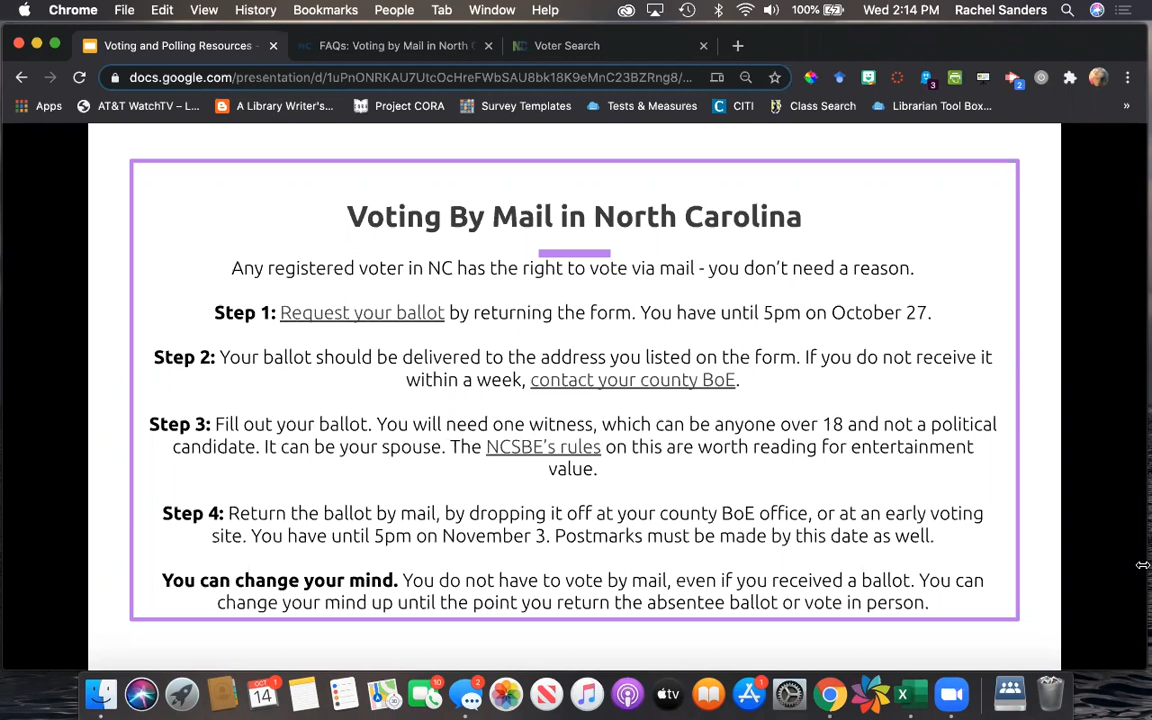 Chrome File Edit View History Bookmarks People Tab Window Help 100% Wed 2:14 PM Rachel Sanders
Voting and Polling Resources - FAQs: Voting by Mail in North C Voter Search
docs.google.com/presentation/d/1uPnONRKAU7UtcOcHreFWbSAU8bk18K9eMnC23BZRng8/...
Apps AT&T WatchTV – L... A Library Writer's... Project CORA Survey Templates Tests & Measures CITI Class Search Librarian Tool Box... »
Voting By Mail in North Carolina
Any registered voter in NC has the right to vote via mail - you don't need a reason.
Step 1: Request your ballot by returning the form. You have until 5pm on October 27.
Step 2: Your ballot should be delivered to the address you listed on the form. If you do not receive it
within a week, contact your county BoE.
Step 3: Fill out your ballot. You will need one witness, which can be anyone over 18 and not a political
candidate. It can be your spouse. The NCSBE's rules on this are worth reading for entertainment
value.
Step 4: Return the ballot by mail, by dropping it off at your county BoE office, or at an early voting
site. You have until 5pm on November 3. Postmarks must be made by this date as well.
You can change your mind. You do not have to vote by mail, even if you received a ballot. You can
change your mind up until the point you return the absentee ballot or vote in person.
OCT 14 1 10 2 tv 1